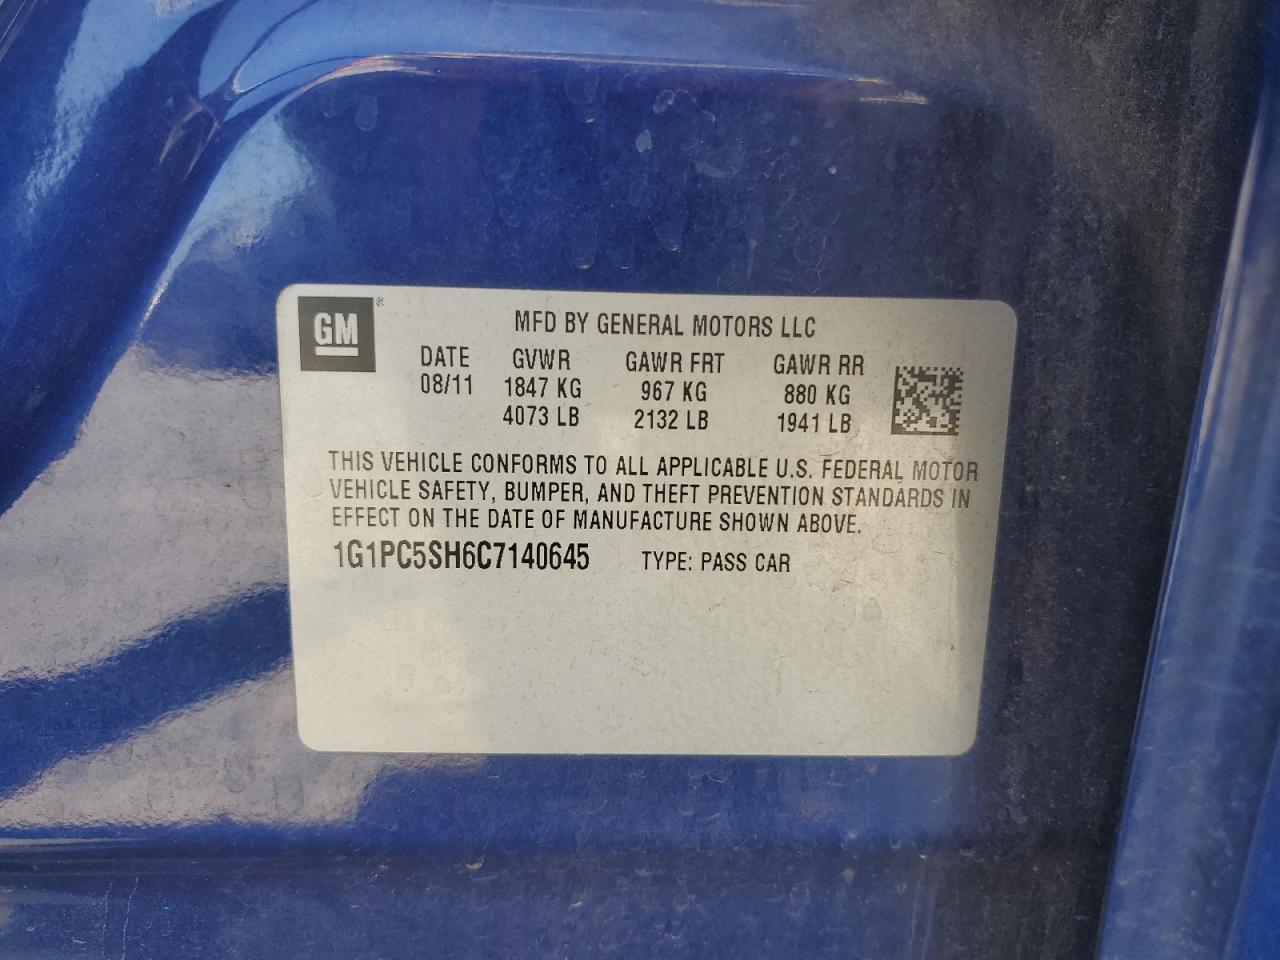 GM ®
MFD BY GENERAL MOTORS LLC
DATE GVWR GAWR FRT GAWR RR
08/11 1847 KG 967 KG 880 KG
4073 LB 2132 LB 1941 LB
THIS VEHICLE CONFORMS TO ALL APPLICABLE U.S. FEDERAL MOTOR
VEHICLE SAFETY, BUMPER, AND THEFT PREVENTION STANDARDS IN
EFFECT ON THE DATE OF MANUFACTURE SHOWN ABOVE.
1G1PC5SH6C7140645 TYPE: PASS CAR